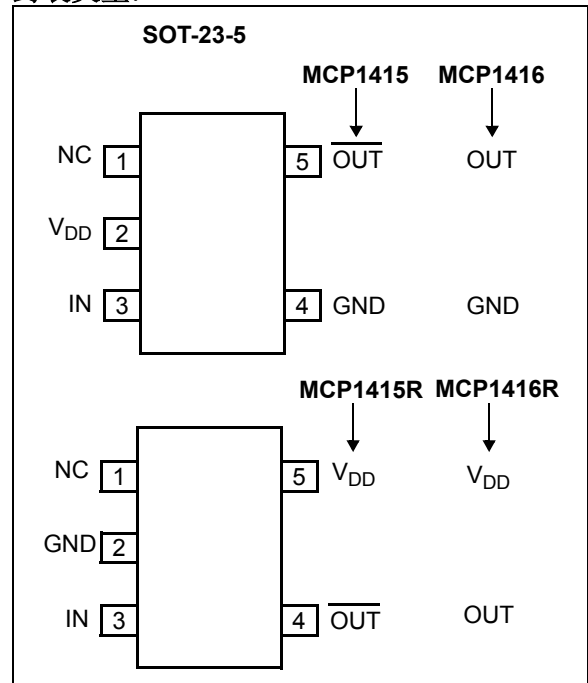 SOT-23-5
MCP1415 MCP1416
NC 1 5 OUT OUT
VDD 2
IN 3 4 GND GND
MCP1415R MCP1416R
NC 1 5 VDD VDD
GND 2
IN 3 4 OUT OUT